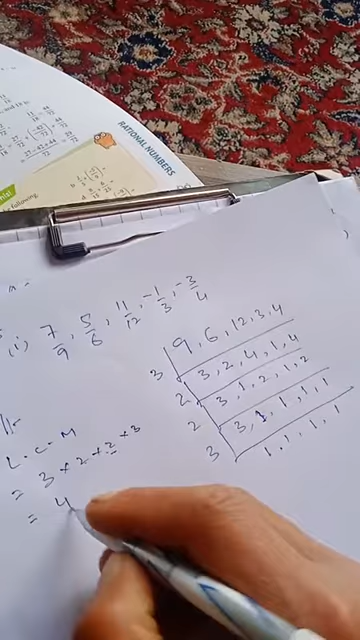 RATIONAL NUMBERS
following.
(i) 7/9, 5/6, 11/12, -1/3, -3/4
9, 6, 12, 3, 4
3 3, 2, 4, 1, 4
2 3, 1, 2, 1, 2
2 3, 1, 1, 1, 1
3 1, 1, 1, 1
L.C.M
= 3 × 2 × 2 × 3
= 4